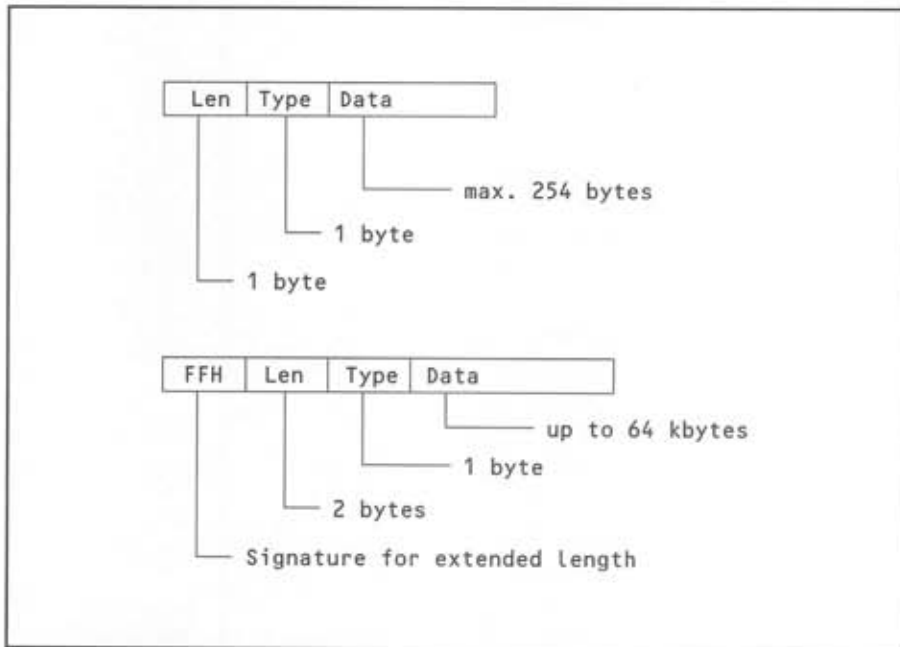 Len Type Data
max. 254 bytes
1 byte
1 byte
FFH Len Type Data
up to 64 kbytes
1 byte
2 bytes
Signature for extended length